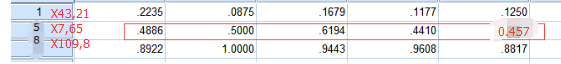 1 X43,21 .2235 .0875 .1679 .1177 .1250
5 X7,65 .4886 .5000 .6194 .4410 0.457
8 X109,8 .8922 1.0000 .9443 .9608 .8817